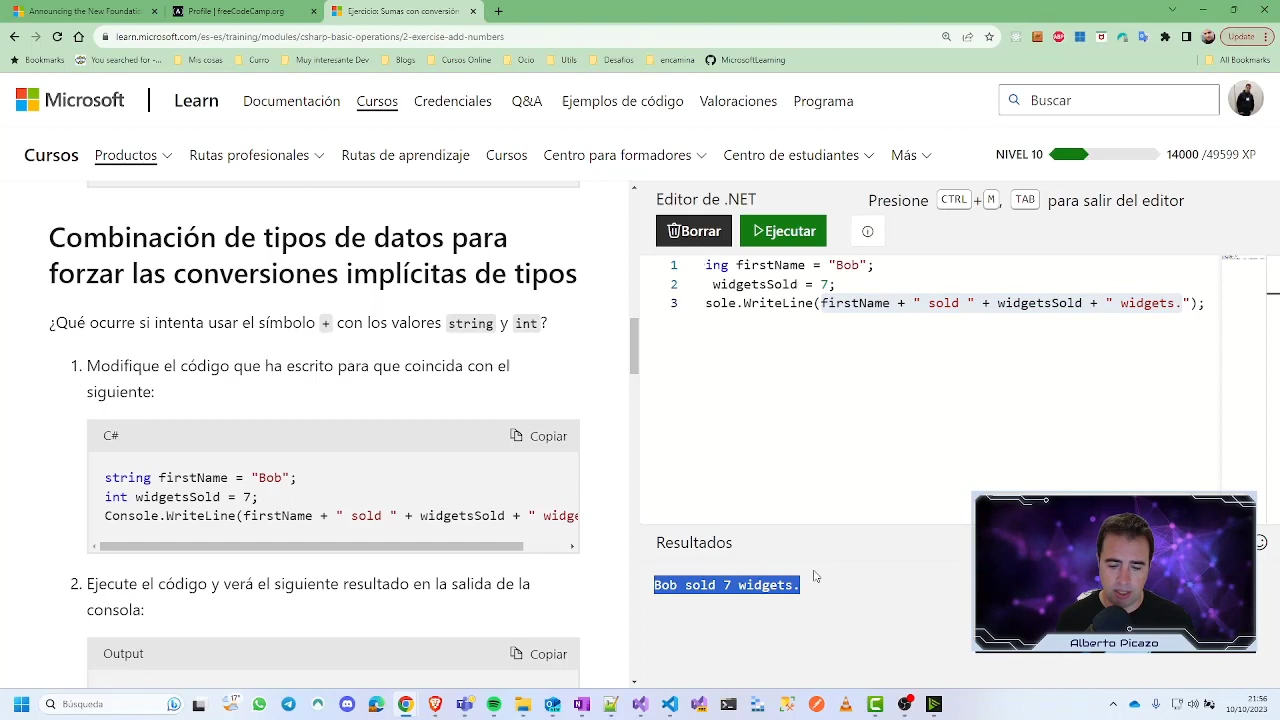 Announcing the New Foundatic
Profile | freeCodeCamp.org
Ejercicio: Sumas con conversión
learn.microsoft.com/es-es/training/modules/csharp-basic-operations/2-exercise-add-numbers
Update
Bookmarks
You searched for -...
Mis cosas
Curro
Muy interesante Dev
Blogs
Cursos Online
Ocio
Utils
Desafios
encamina
MicrosoftLearning
All Bookmarks
Microsoft
Learn
Documentación
Cursos
Credenciales
Q&A
Ejemplos de código
Valoraciones
Programa
Buscar
Cursos
Productos
Rutas profesionales
Rutas de aprendizaje
Cursos
Centro para formadores
Centro de estudiantes
Más
NIVEL 10
14000 /49599 XP
Combinación de tipos de datos para
forzar las conversiones implícitas de tipos
¿Qué ocurre si intenta usar el símbolo + con los valores string y int?
1. Modifique el código que ha escrito para que coincida con el
siguiente:
C#
Copiar
string firstName = "Bob";
int widgetsSold = 7;
Console.WriteLine(firstName + " sold " + widgetsSold + " widge
2. Ejecute el código y verá el siguiente resultado en la salida de la
consola:
Output
Copiar
Editor de .NET
Presione CTRL + M, TAB para salir del editor
Borrar
Ejecutar
1 ing firstName = "Bob";
2 widgetsSold = 7;
3 sole.WriteLine(firstName + " sold " + widgetsSold + " widgets.");
Resultados
Bob sold 7 widgets.
Alberto Picazo
Búsqueda
17°
21:56
10/10/2023